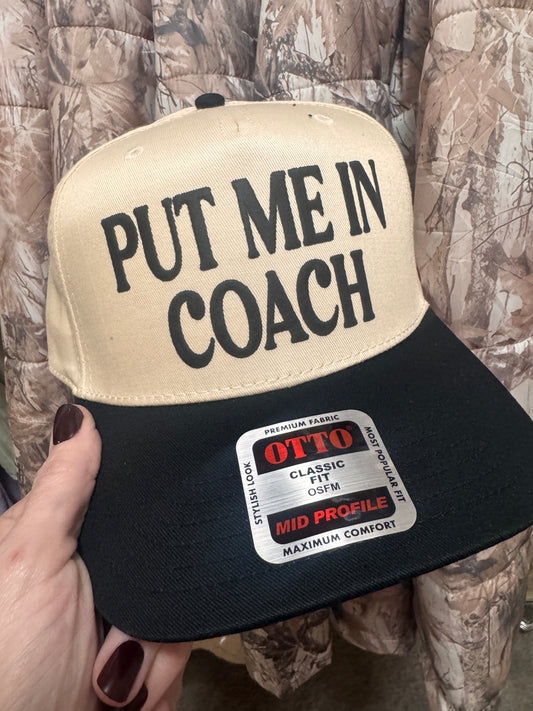 PUT ME IN
COACH
PREMIUM FABRIC
STYLISH LOOK
OTTO
MOST POPULAR FIT
CLASSIC
FIT
OSFM
MID PROFILE
MAXIMUM COMFORT